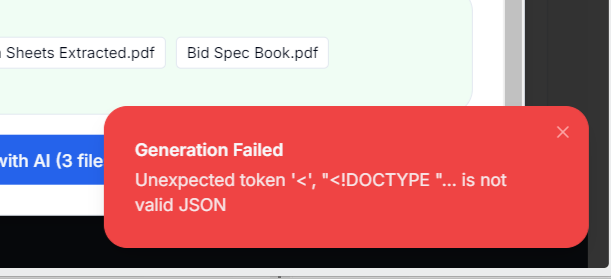 Sheets Extracted.pdf Bid Spec Book.pdf
Generation Failed
with AI (3 file
Unexpected token '<', "<!DOCTYPE "... is not
valid JSON